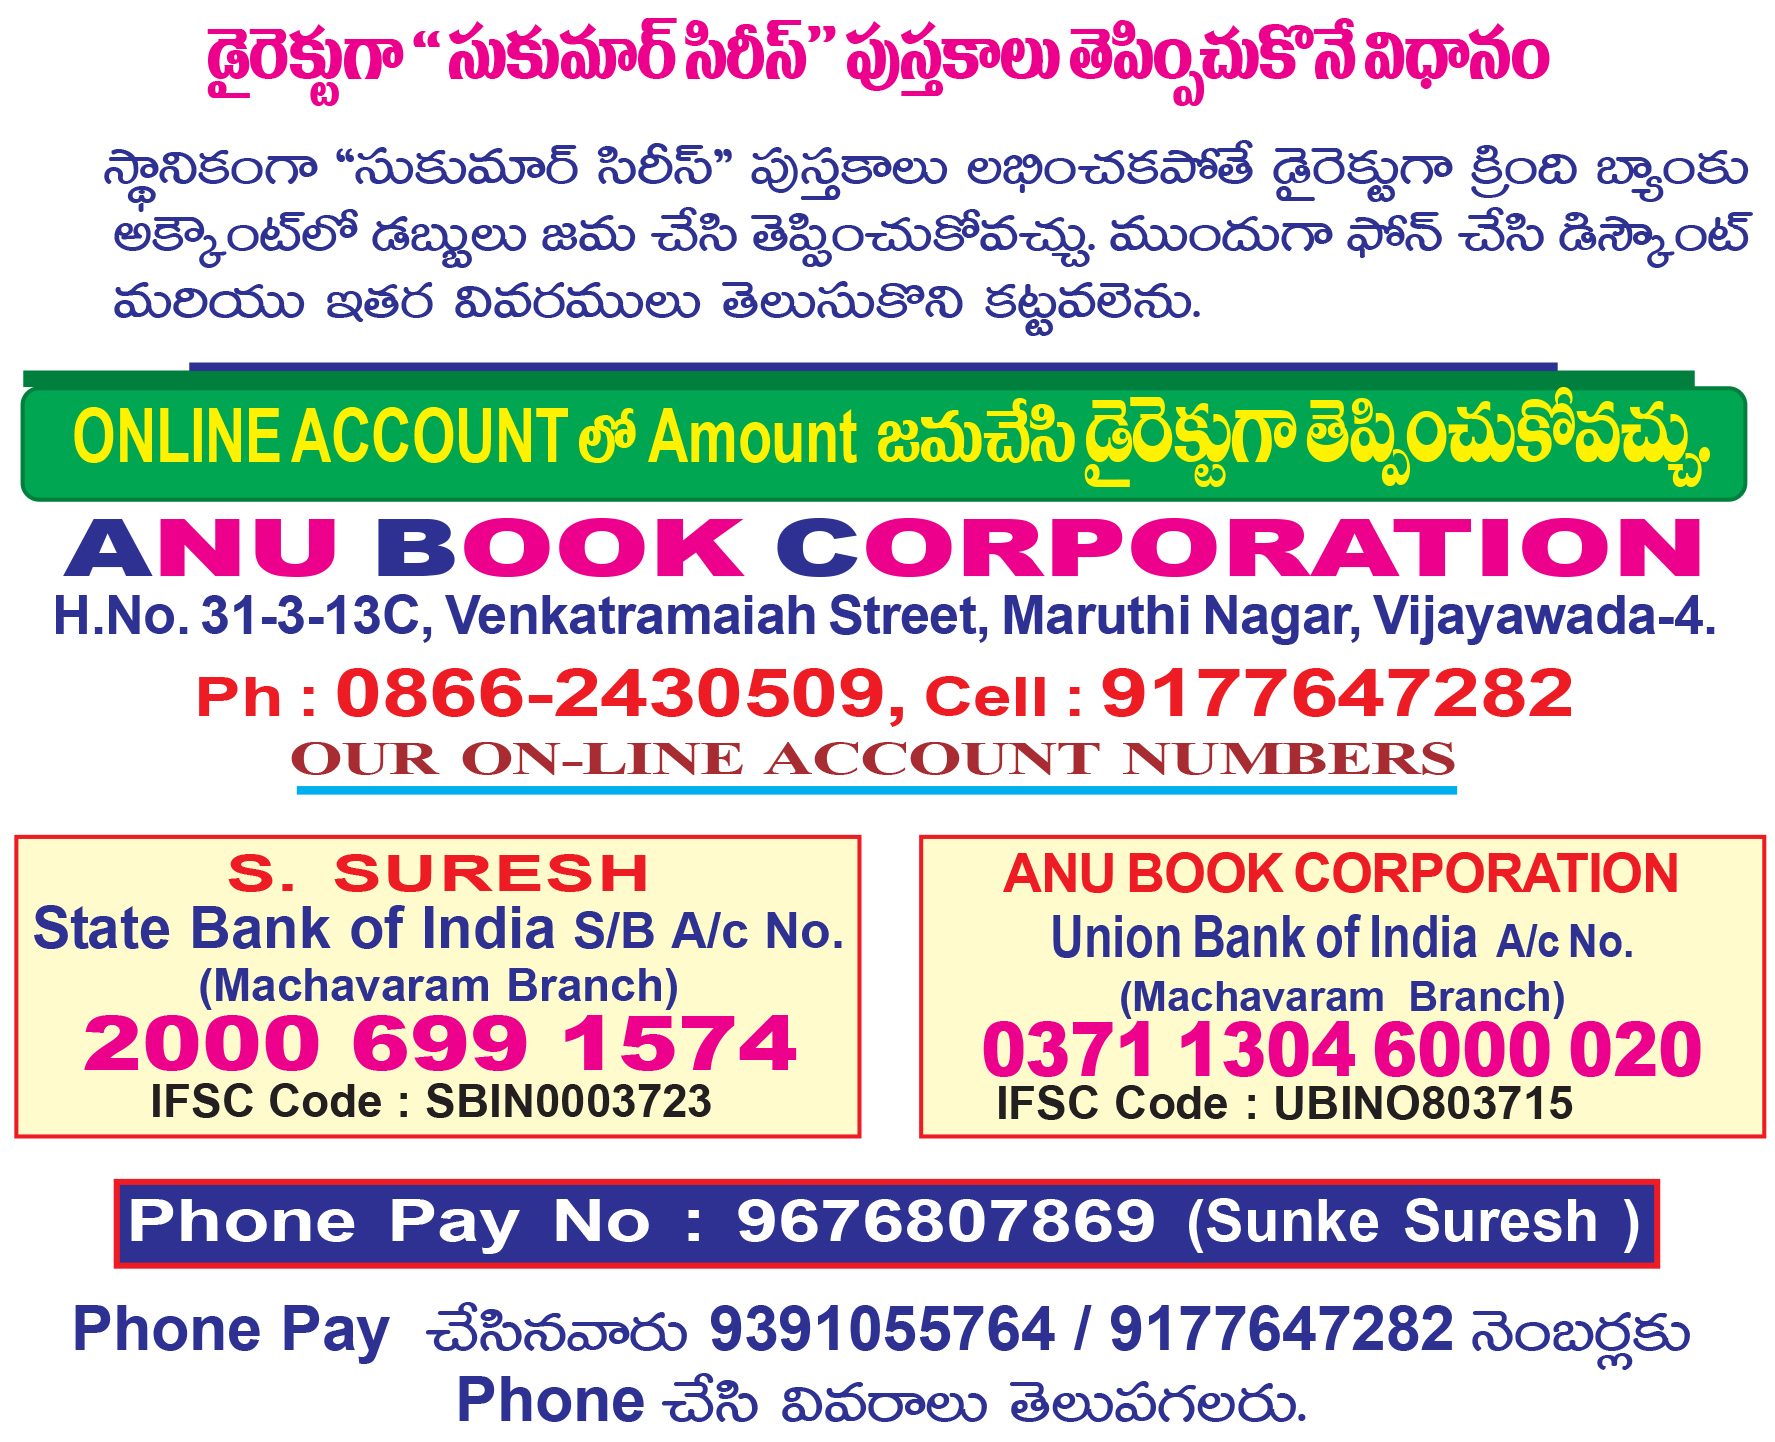 డైరెక్టుగా “ సుకుమార్ సిరీస్” పుస్తకాలు తెప్పించుకొనే విధానం
స్థానికంగా “సుకుమార్ సిరీస్” పుస్తకాలు లభించకపోతే డైరెక్టుగా క్రింది బ్యాంకు
అక్కౌంట్‌లో డబ్బులు జమ చేసి తెప్పించుకోవచ్చు. ముందుగా ఫోన్ చేసి డిస్కౌంట్
మరియు ఇతర వివరములు తెలుసుకొని కట్టవలెను.
ONLINE ACCOUNT లో Amount జమచేసి డైరెక్టుగా తెప్పించుకోవచ్చు.
ANU BOOK CORPORATION
H.No. 31-3-13C, Venkatramaiah Street, Maruthi Nagar, Vijayawada-4.
Ph : 0866-2430509, Cell : 9177647282
OUR ON-LINE ACCOUNT NUMBERS
S. SURESH
State Bank of India S/B A/c No.
(Machavaram Branch)
2000 699 1574
IFSC Code : SBIN0003723
ANU BOOK CORPORATION
Union Bank of India A/c No.
(Machavaram Branch)
0371 1304 6000 020
IFSC Code : UBINO803715
Phone Pay No : 9676807869 (Sunke Suresh )
Phone Pay చేసినవారు 9391055764 / 9177647282 నెంబర్లకు
Phone చేసి వివరాలు తెలుపగలరు.